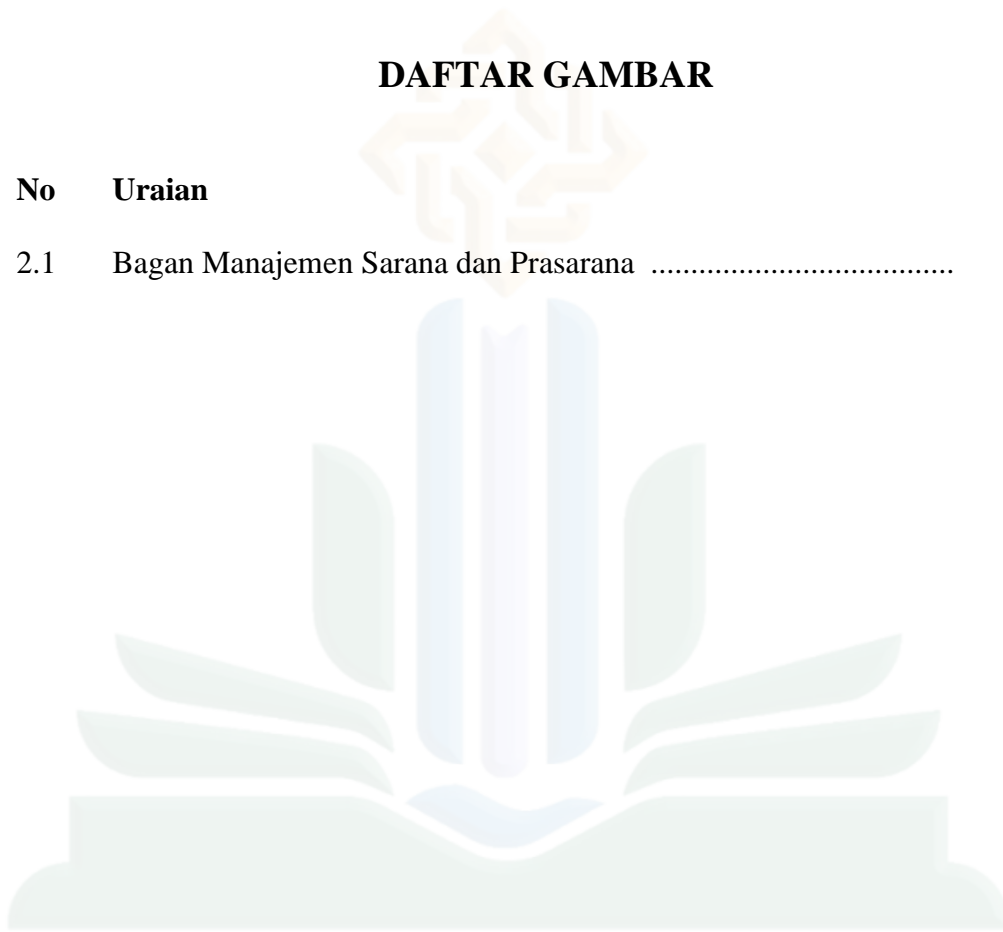 DAFTAR GAMBAR
No Uraian
2.1 Bagan Manajemen Sarana dan Prasarana ......................................